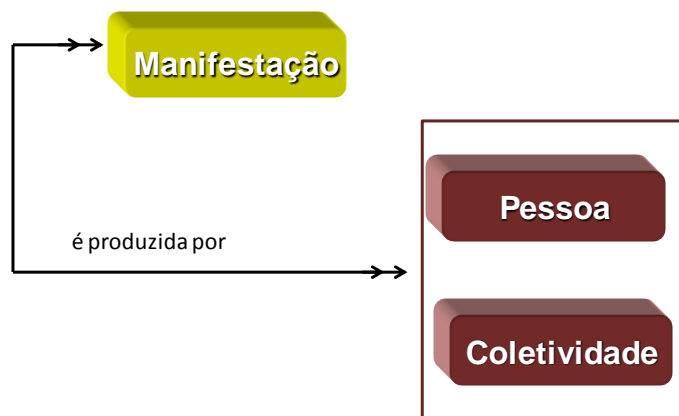 Manifestação
Pessoa
é produzida por
Coletividade